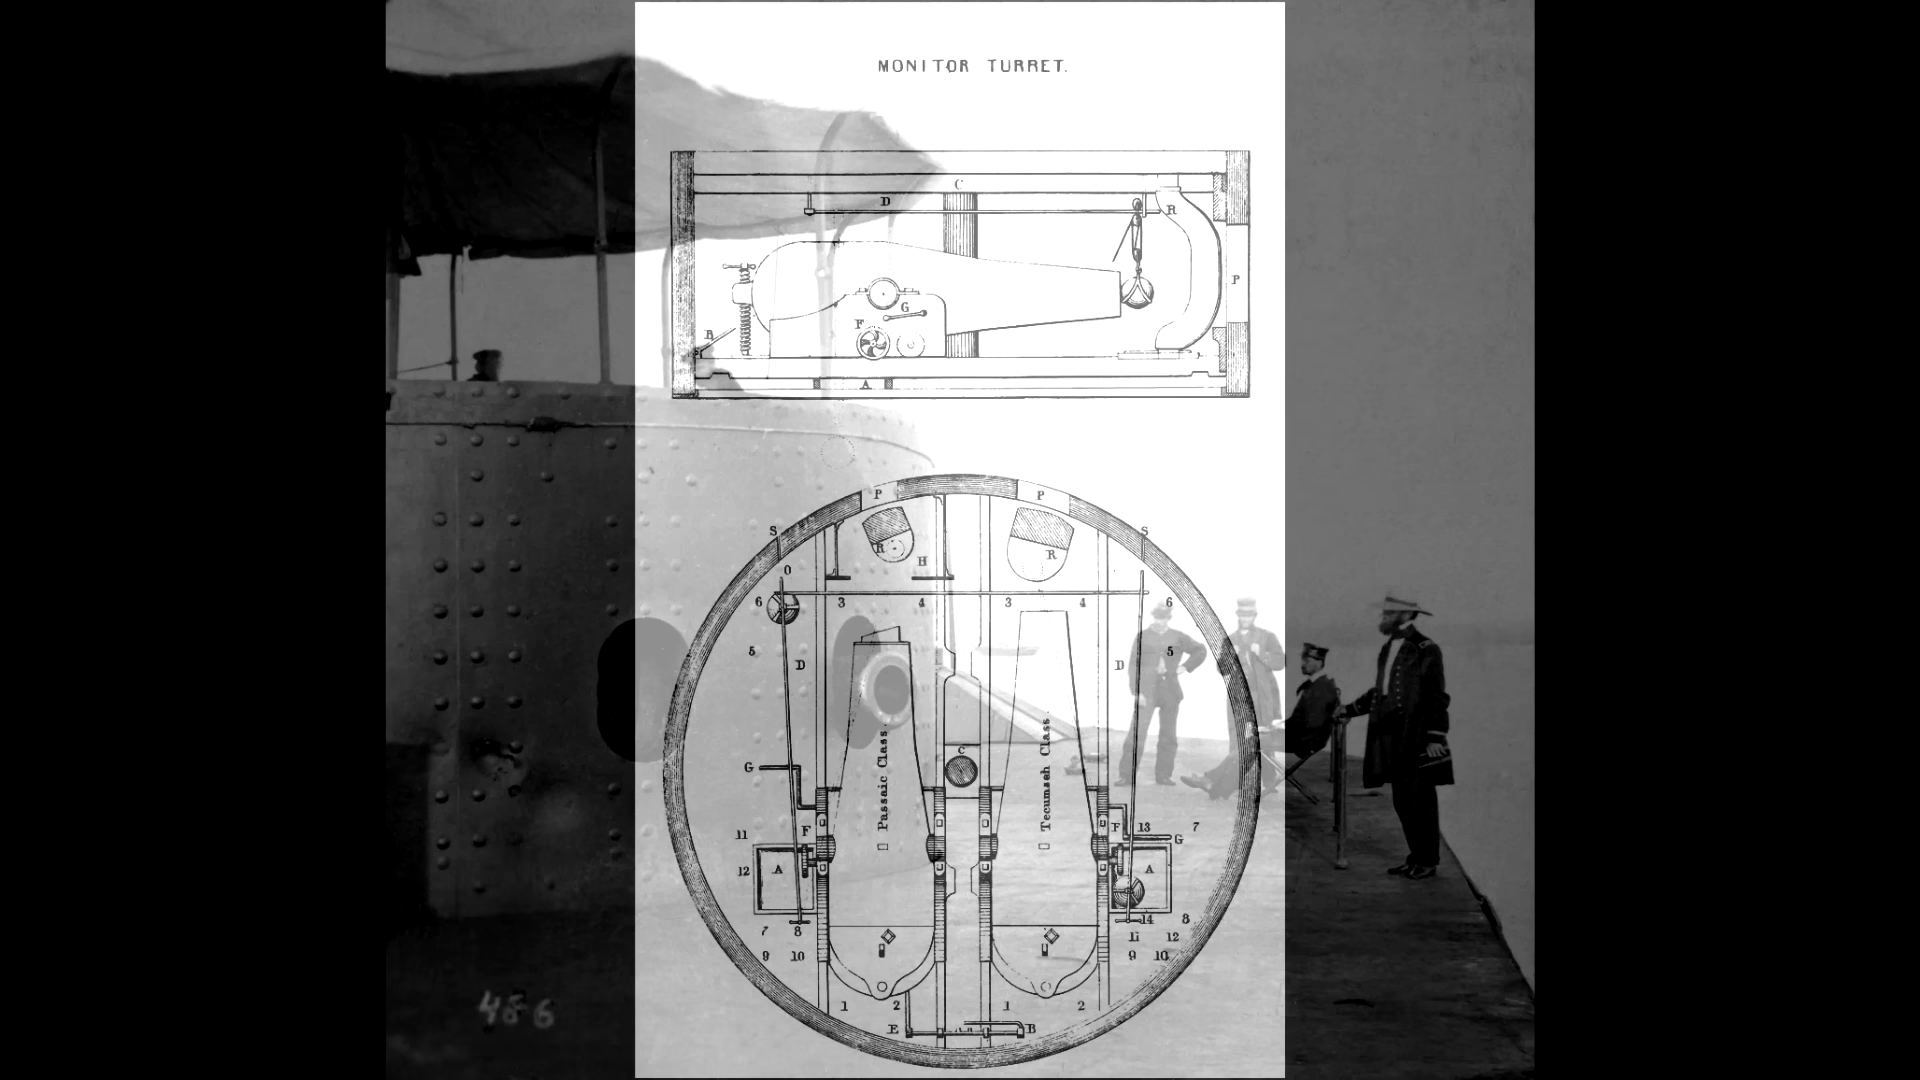 MONITOR TURRET.
C
D
R
P
G
F
B
A
P P
S S
R R
H
0
6 3 4 3 4 6
5 5
D D
G
Passaic Class.
Tecumseh Class.
C
11 F F 13 7
G
12 A A
14 8
7 8 11 12
9 10 9 10
1 2 1 2
E B
486